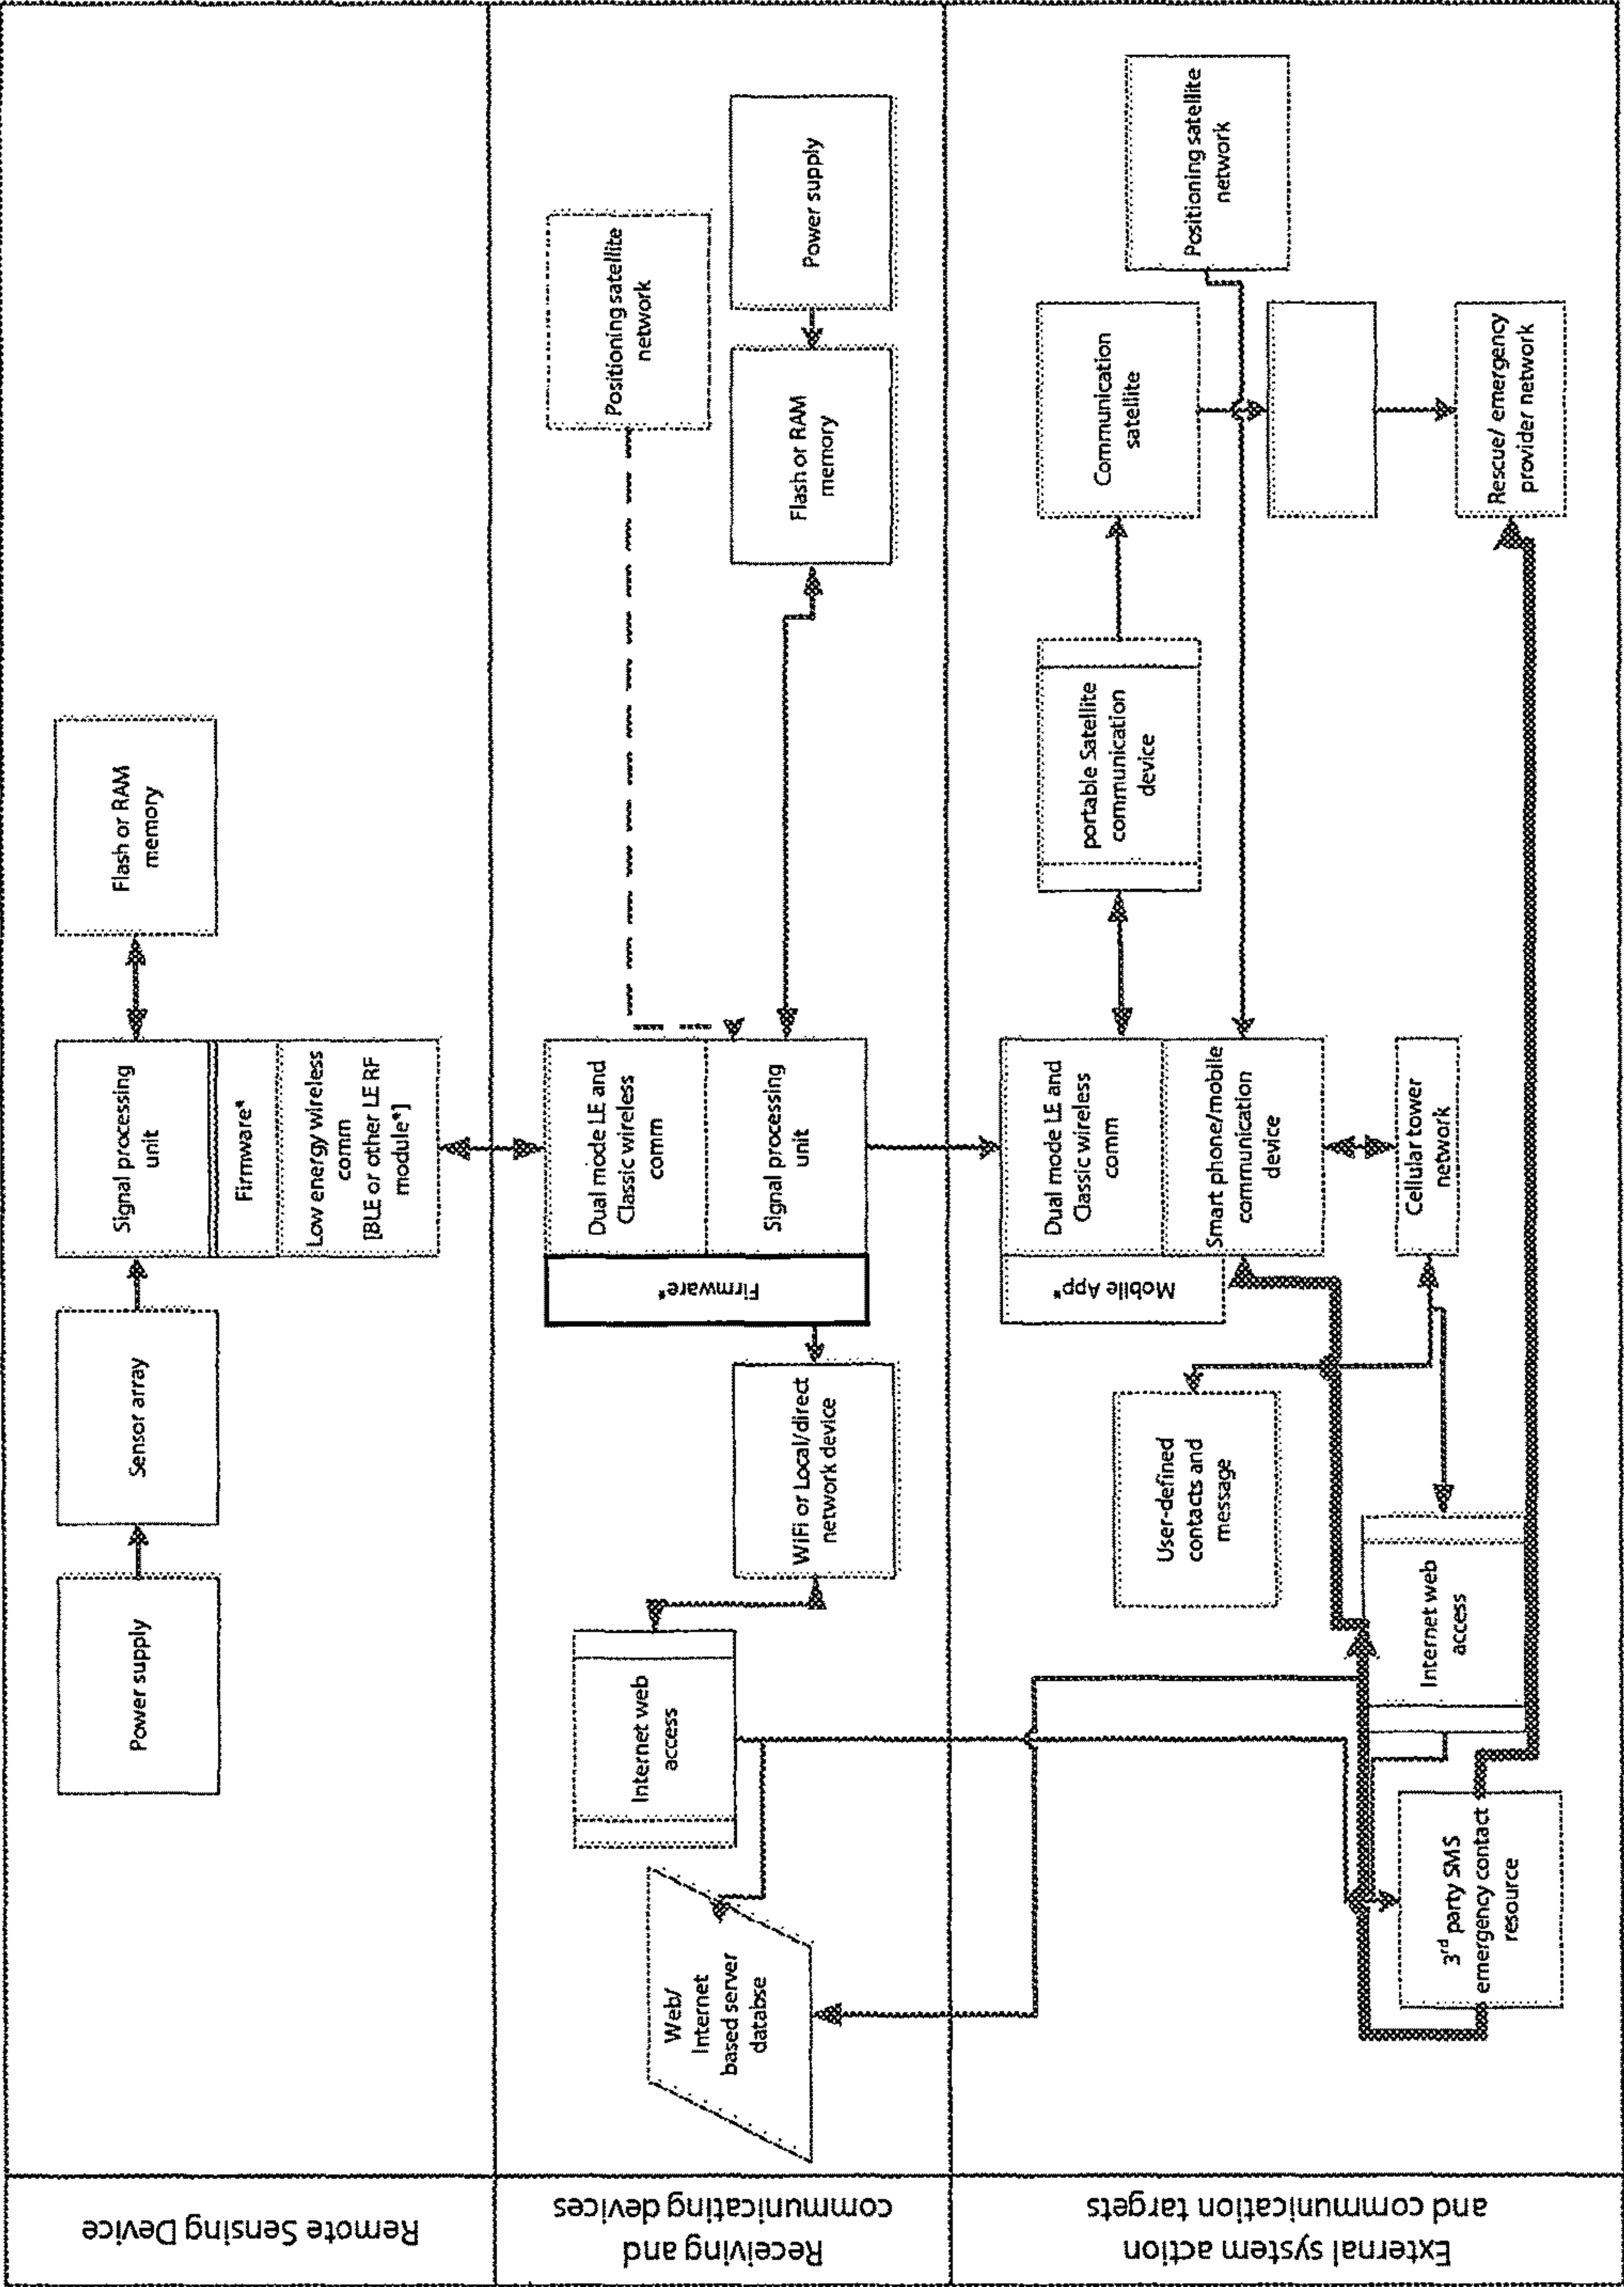 Remote Sensing Device
Power supply
Sensor array
Signal processing
unit
Firmware*
Low energy wireless
comm
[BLE or other LE RF
module*]
Flash or RAM
memory
Receiving and
communicating devices
Web/
Internet
based server
databse
Internet web
access
WiFi or Local/direct
network device
Firmware*
Dual mode LE and
Classic wireless
comm
Signal processing
unit
Positioning satellite
network
Flash or RAM
memory
Power supply
External system action
and communication targets
3rd party SMS
emergency contact
resource
Internet web
access
User-defined
contacts and
message
Mobile App*
Dual mode LE and
Classic wireless
comm
Smart phone/mobile
communication
device
Cellular tower
network
portable Satellite
communication
device
Communication
satellite
Positioning satellite
network
Rescue/ emergency
provider network